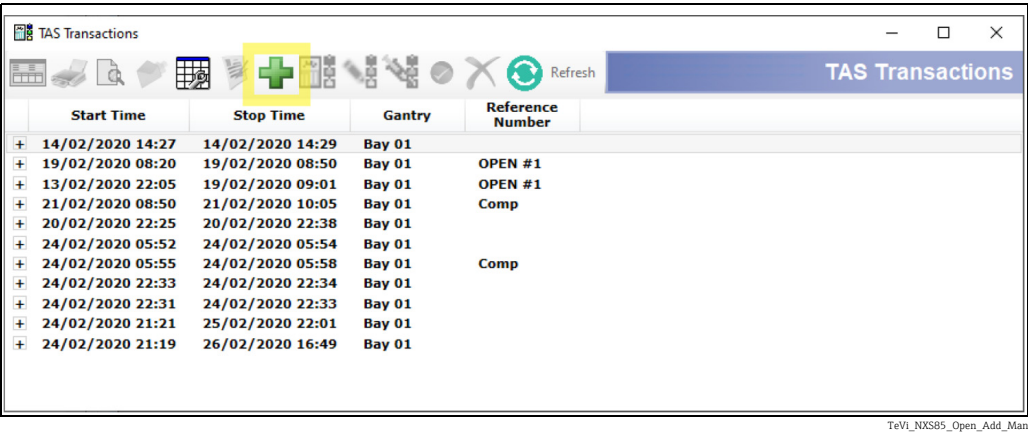 TAS Transactions
Refresh
TAS Transactions
Start Time Stop Time Gantry Reference Number
14/02/2020 14:27 14/02/2020 14:29 Bay 01
19/02/2020 08:20 19/02/2020 08:50 Bay 01 OPEN #1
13/02/2020 22:05 19/02/2020 09:01 Bay 01 OPEN #1
21/02/2020 08:50 21/02/2020 10:05 Bay 01 Comp
20/02/2020 22:25 20/02/2020 22:38 Bay 01
24/02/2020 05:52 24/02/2020 05:54 Bay 01
24/02/2020 05:55 24/02/2020 05:58 Bay 01 Comp
24/02/2020 22:33 24/02/2020 22:34 Bay 01
24/02/2020 22:31 24/02/2020 22:33 Bay 01
24/02/2020 21:21 25/02/2020 22:01 Bay 01
24/02/2020 21:19 26/02/2020 16:49 Bay 01
TeVi_NXS85_Open_Add_Man